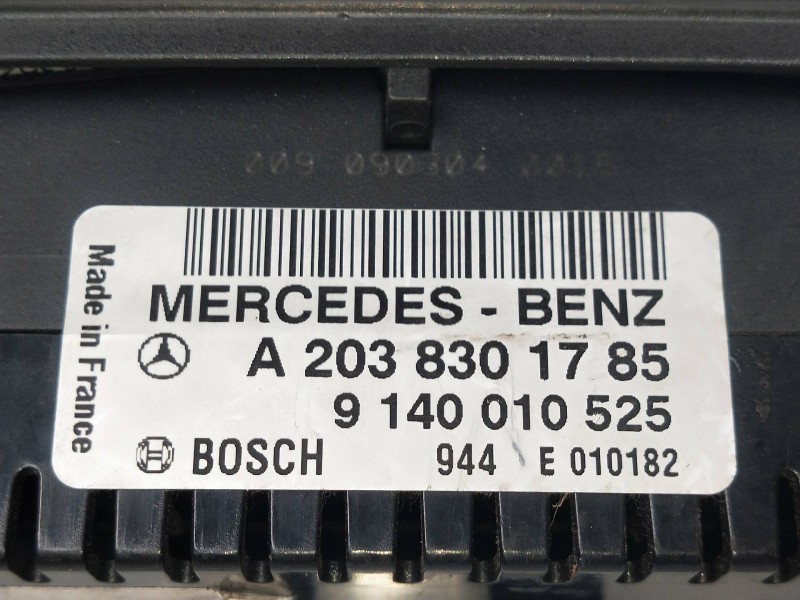 009 090304 0015
Made in France
MERCEDES - BENZ
A 203 830 17 85
9 140 010 525
BOSCH 944 E 010182